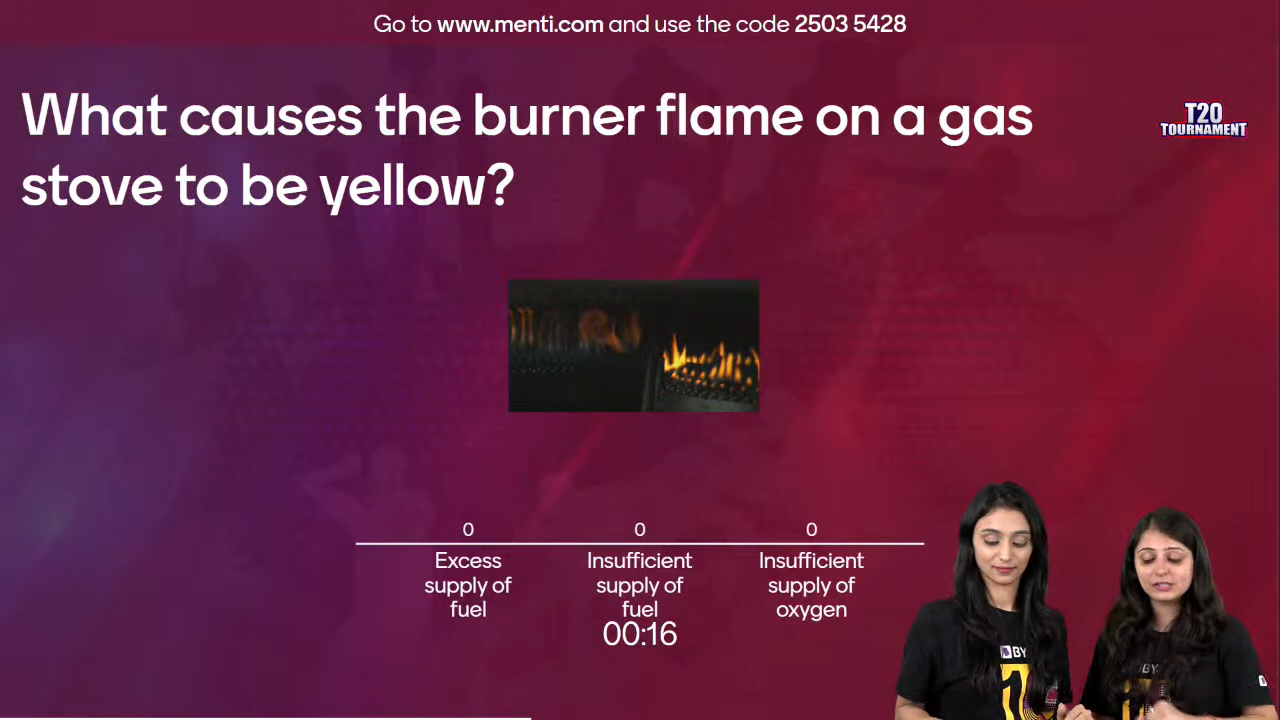 Go to www.menti.com and use the code 2503 5428
What causes the burner flame on a gas
stove to be yellow?
T20
TOURNAMENT
0
0
0
Excess
supply of
fuel
Insufficient
supply of
fuel
Insufficient
supply of
oxygen
00:16
BY
BY